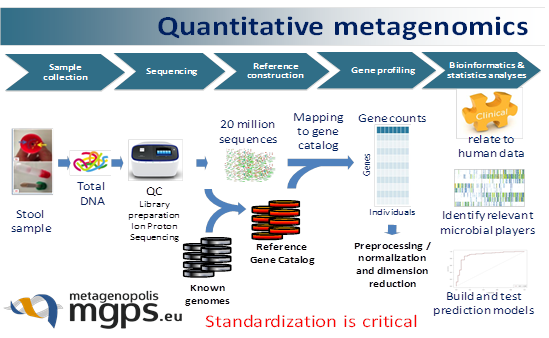 Quantitative metagenomics
Sample
collection
Sequencing
Reference
construction
Gene profiling
Bioinformatics &
statistics analyses
Stool
sample
Total
DNA
QC
Library
preparation
Ion Proton
Sequencing
20 million
sequences
Known
genomes
Reference
Gene Catalog
Mapping
to gene
catalog
Gene counts
Genes
Individuals
Preprocessing /
normalization
and dimension
reduction
Clinical
relate to
human data
Identify relevant
microbial players
Build and test
prediction models
metagenopolis
mgps.eu
Standardization is critical